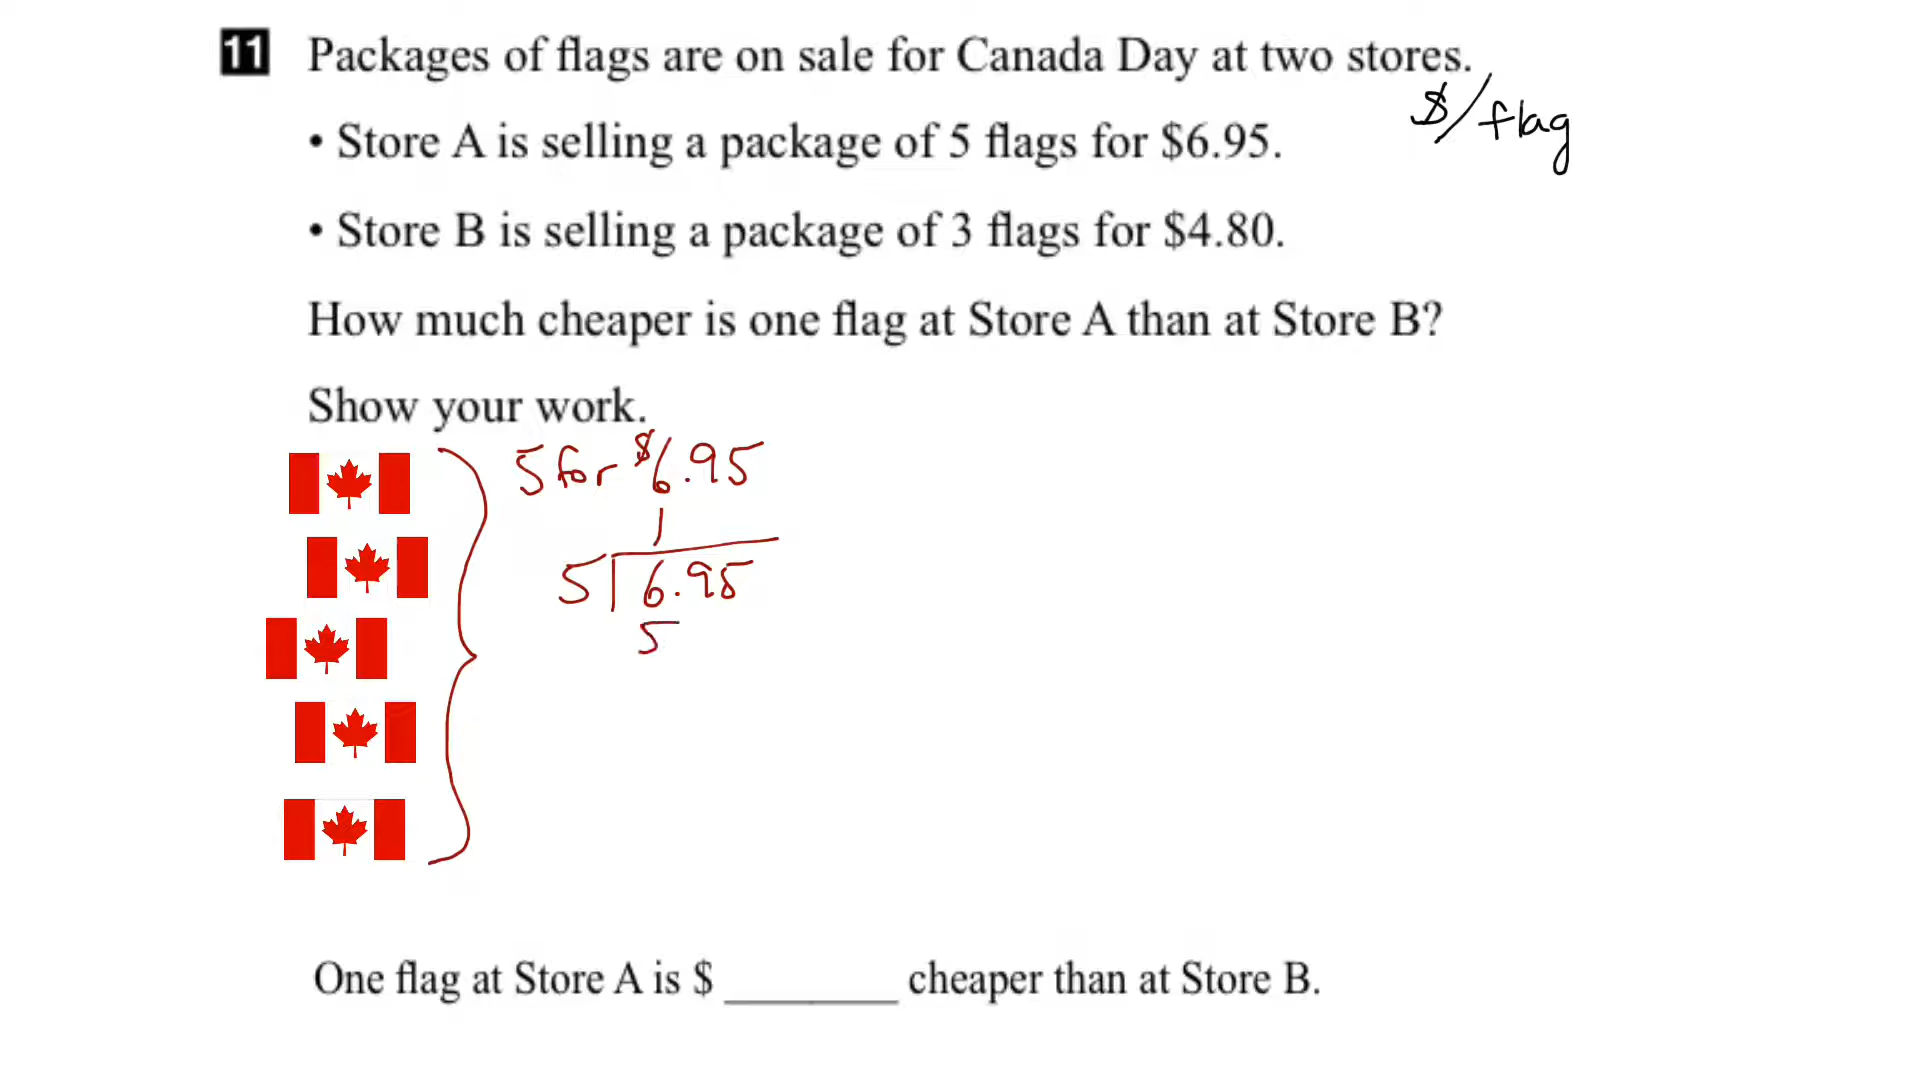 11 Packages of flags are on sale for Canada Day at two stores.
$/flag
• Store A is selling a package of 5 flags for $6.95.
• Store B is selling a package of 3 flags for $4.80.
How much cheaper is one flag at Store A than at Store B?
Show your work.
5 for $6.95
1
5 6.95
5
One flag at Store A is $ ________ cheaper than at Store B.